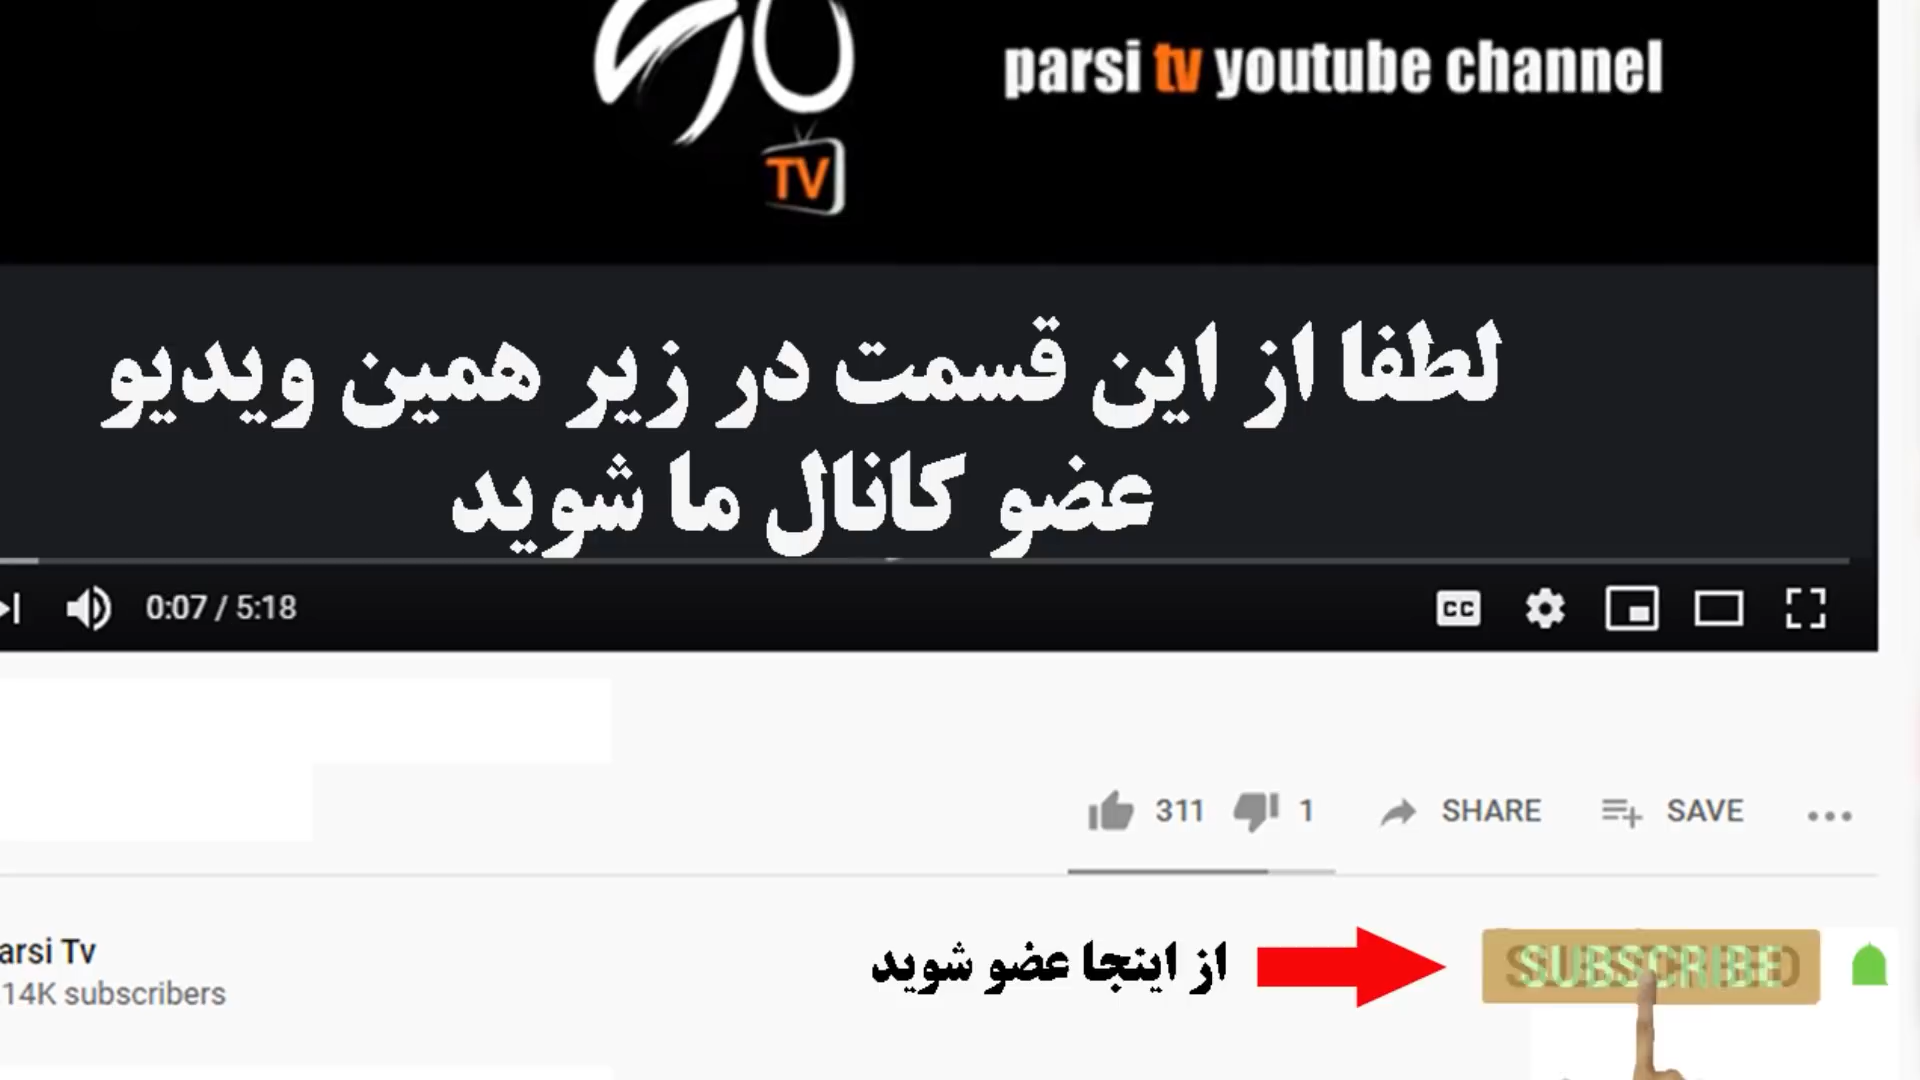 parsi tv youtube channel
TV
لطفا از این قسمت در زیر همین ویدیو
عضو کانال ما شوید
0:07 / 5:18
CC
311 1 SHARE SAVE
arsi Tv
14K subscribers
از اینجا عضو شوید